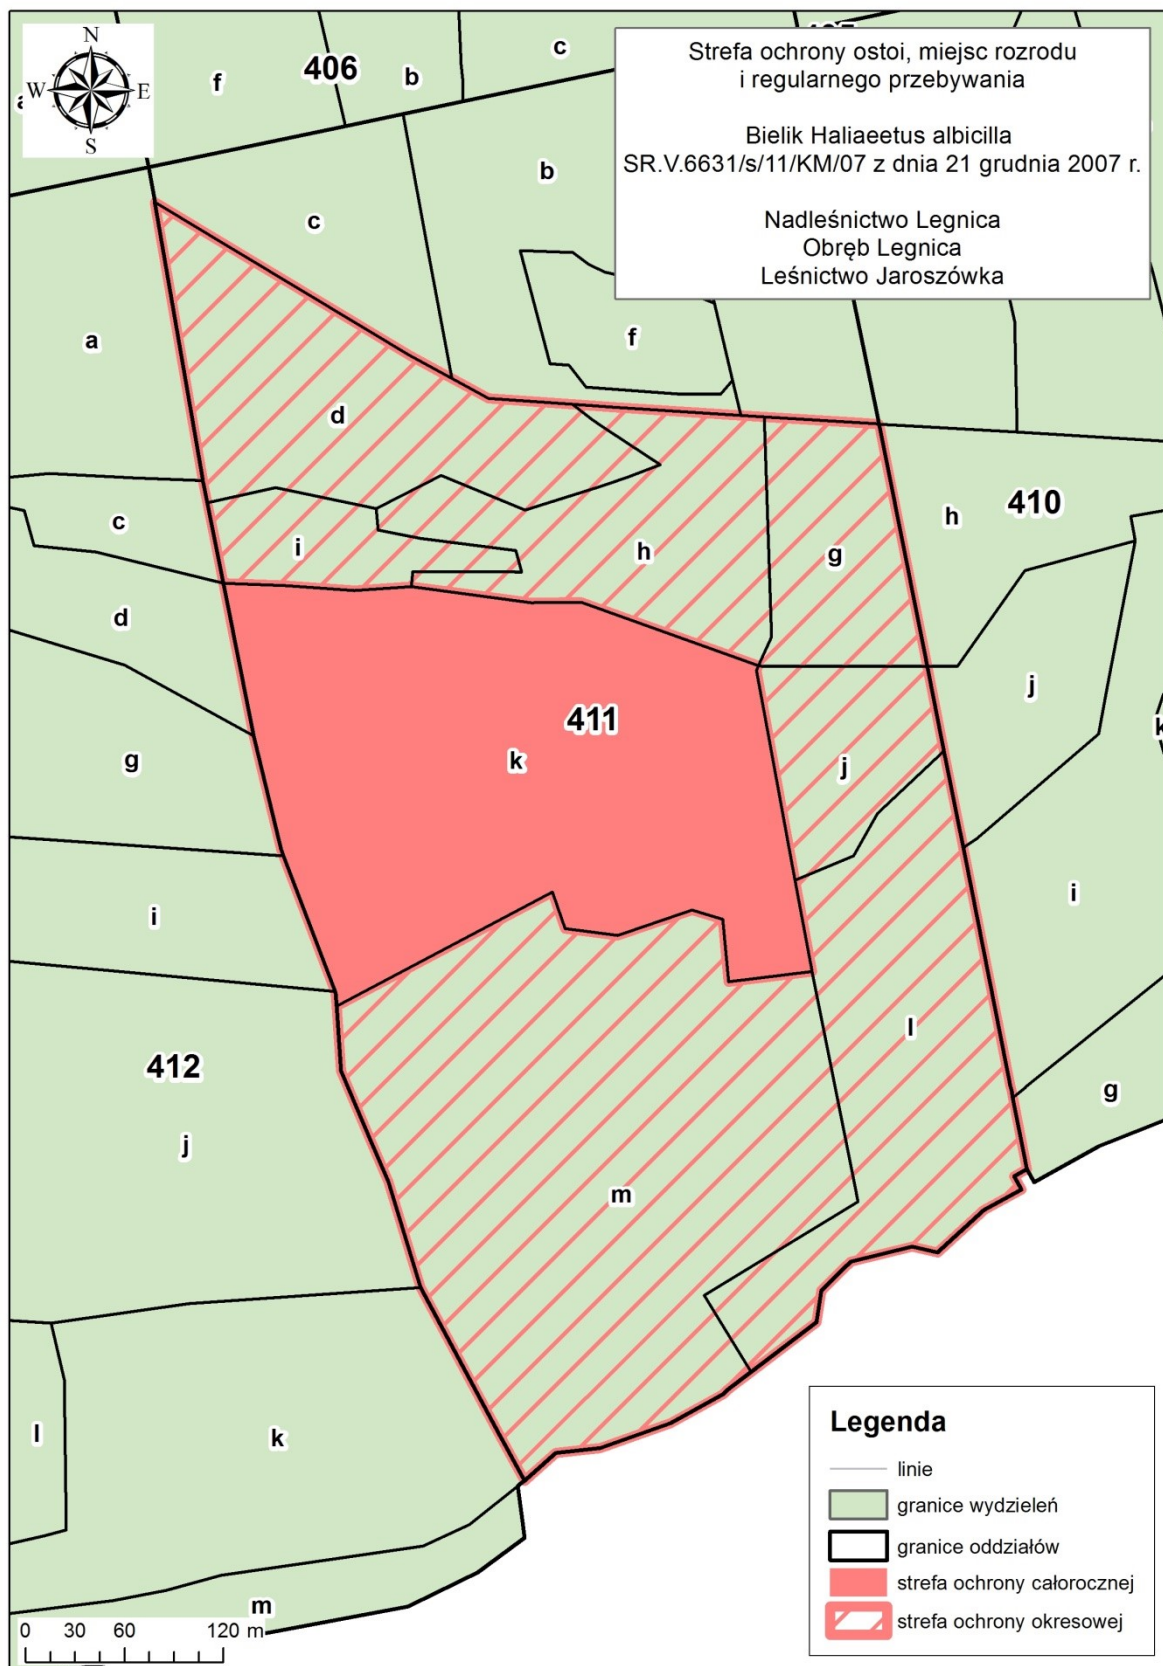 N
W E
S
f
406
b
c
Strefa ochrony ostoi, miejsc rozrodu
i regularnego przebywania
Bielik Haliaeetus albicilla
SR.V.6631/s/11/KM/07 z dnia 21 grudnia 2007 r.
Nadleśnictwo Legnica
Obręb Legnica
Leśnictwo Jaroszówka
b
c
a
f
d
c
i
h
g
h
410
d
j
411
k
g
k
j
i
i
l
412
j
g
m
l
k
m
Legenda
linie
granice wydzieleń
granice oddziałów
strefa ochrony całorocznej
strefa ochrony okresowej
0 30 60 120 m